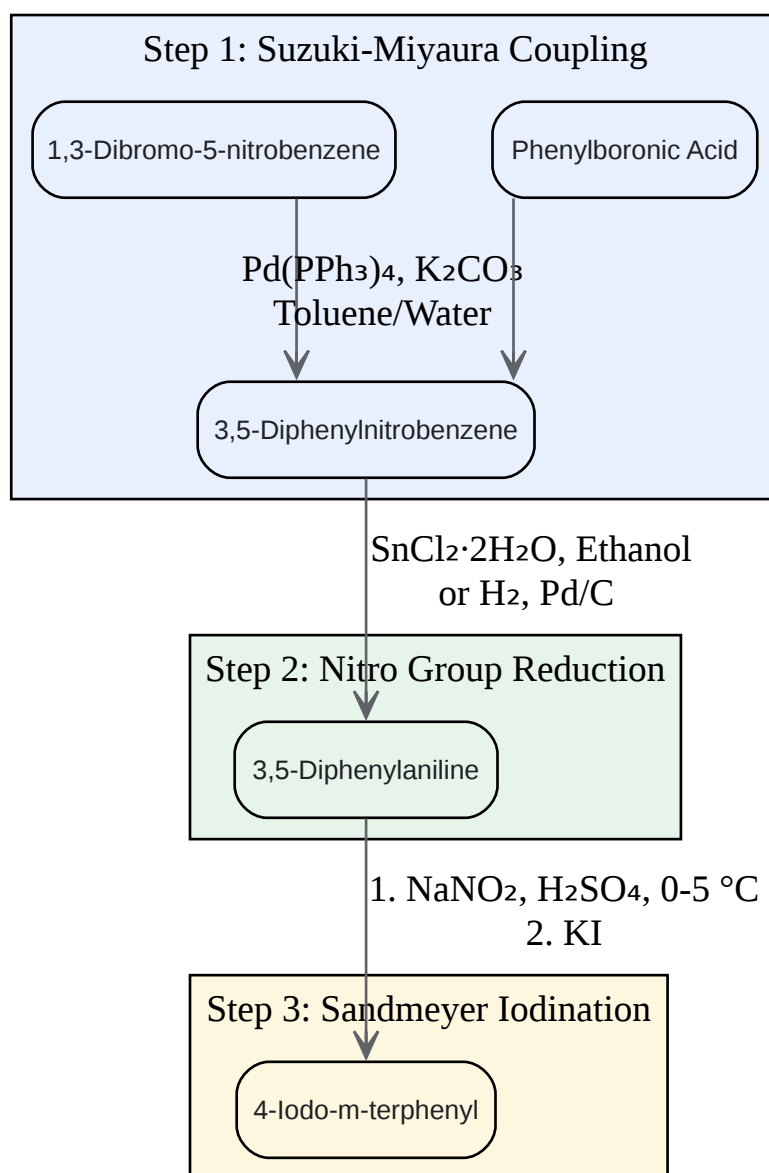 Step 1: Suzuki-Miyaura Coupling
1,3-Dibromo-5-nitrobenzene
Phenylboronic Acid
Pd(PPh₃)₄, K₂CO₃
Toluene/Water
3,5-Diphenylnitrobenzene
SnCl₂·2H₂O, Ethanol
or H₂, Pd/C
Step 2: Nitro Group Reduction
3,5-Diphenylaniline
1. NaNO₂, H₂SO₄, 0-5 °C
2. KI
Step 3: Sandmeyer Iodination
4-Iodo-m-terphenyl